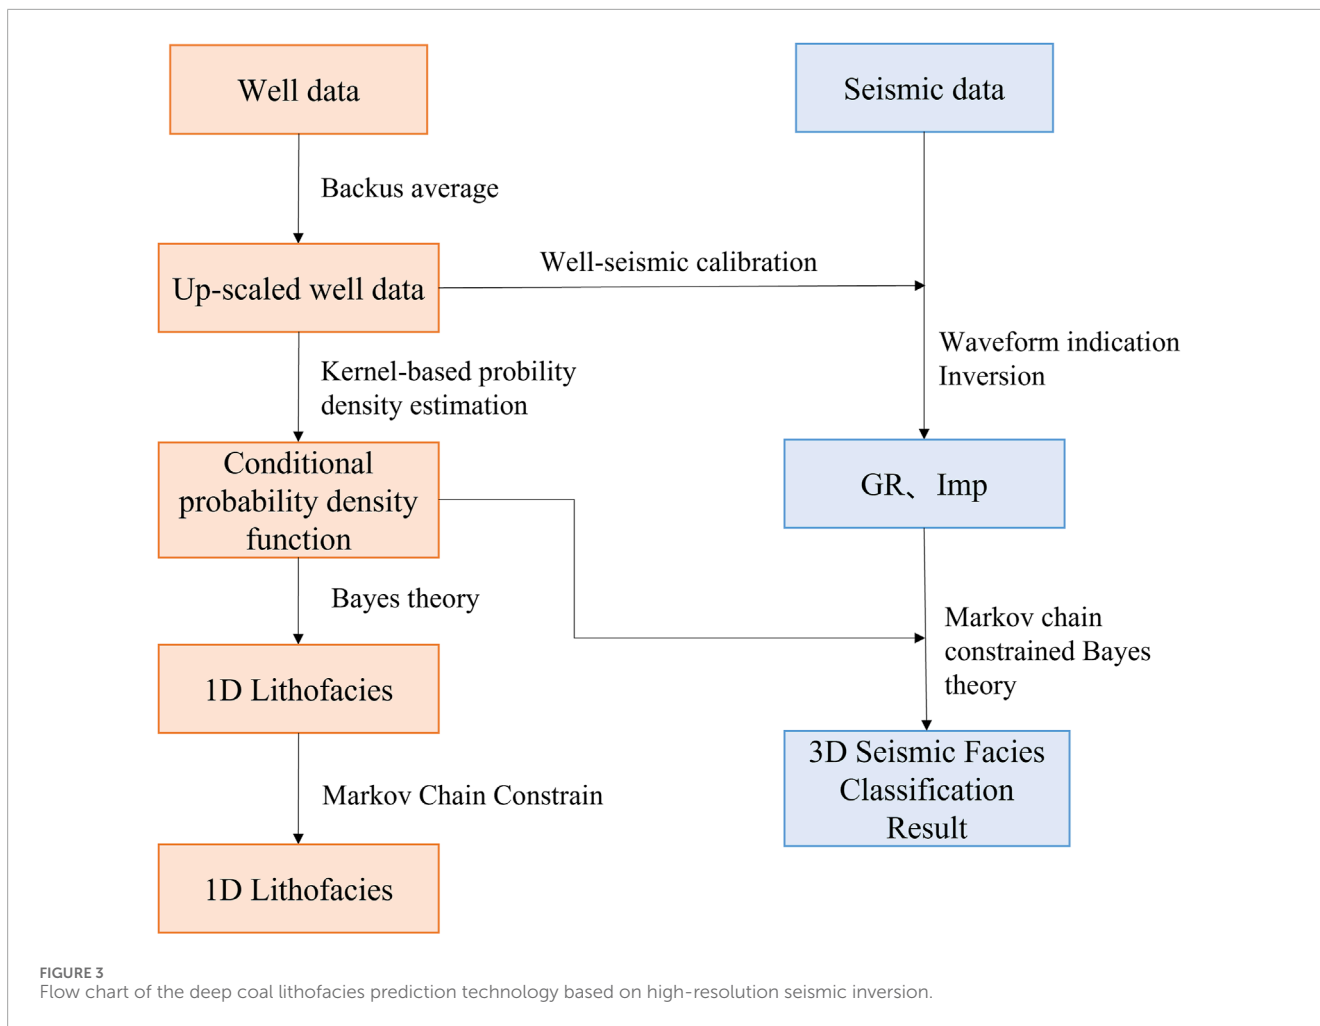 Well data
Seismic data
Backus average
Up-scaled well data
Well-seismic calibration
Waveform indication
Inversion
Kernel-based probility
density estimation
Conditional
probability density
function
GR、Imp
Bayes theory
Markov chain
constrained Bayes
theory
1D Lithofacies
3D Seismic Facies
Classification
Result
Markov Chain Constrain
1D Lithofacies
FIGURE 3
Flow chart of the deep coal lithofacies prediction technology based on high-resolution seismic inversion.